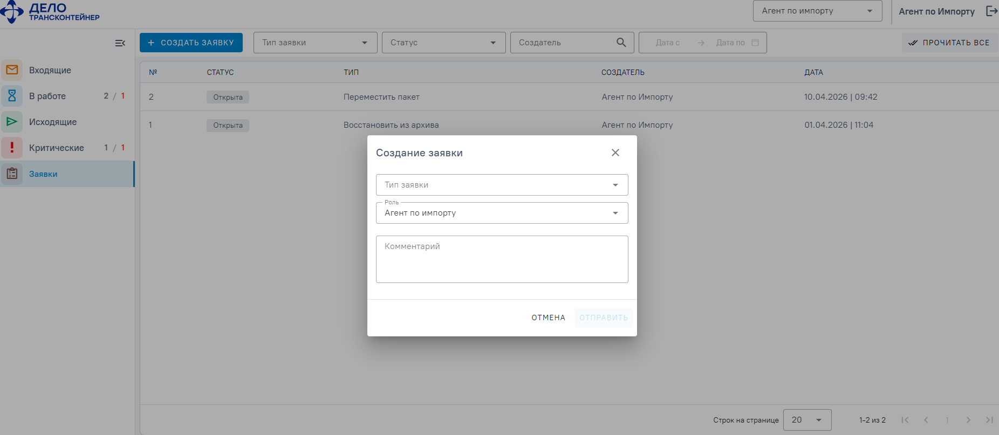 ДЕЛО
ТРАНСКОНТЕЙНЕР
Агент по импорту
Агент по Импорту
СОЗДАТЬ ЗАЯВКУ
Тип заявки
Статус
Создатель
Дата с
Дата по
ПРОЧИТАТЬ ВСЕ
Входящие
В работе 2 / 1
Исходящие
Критические 1 / 1
Заявки
№ СТАТУС ТИП СОЗДАТЕЛЬ ДАТА
2 Открыта Переместить пакет Агент по Импорту 10.04.2026 | 09:42
1 Открыта Восстановить из архива Агент по Импорту 01.04.2026 | 11:04
Создание заявки
Тип заявки
Роль
Агент по импорту
Комментарий
ОТМЕНА ОТПРАВИТЬ
Строк на странице 20 1-2 из 2 1